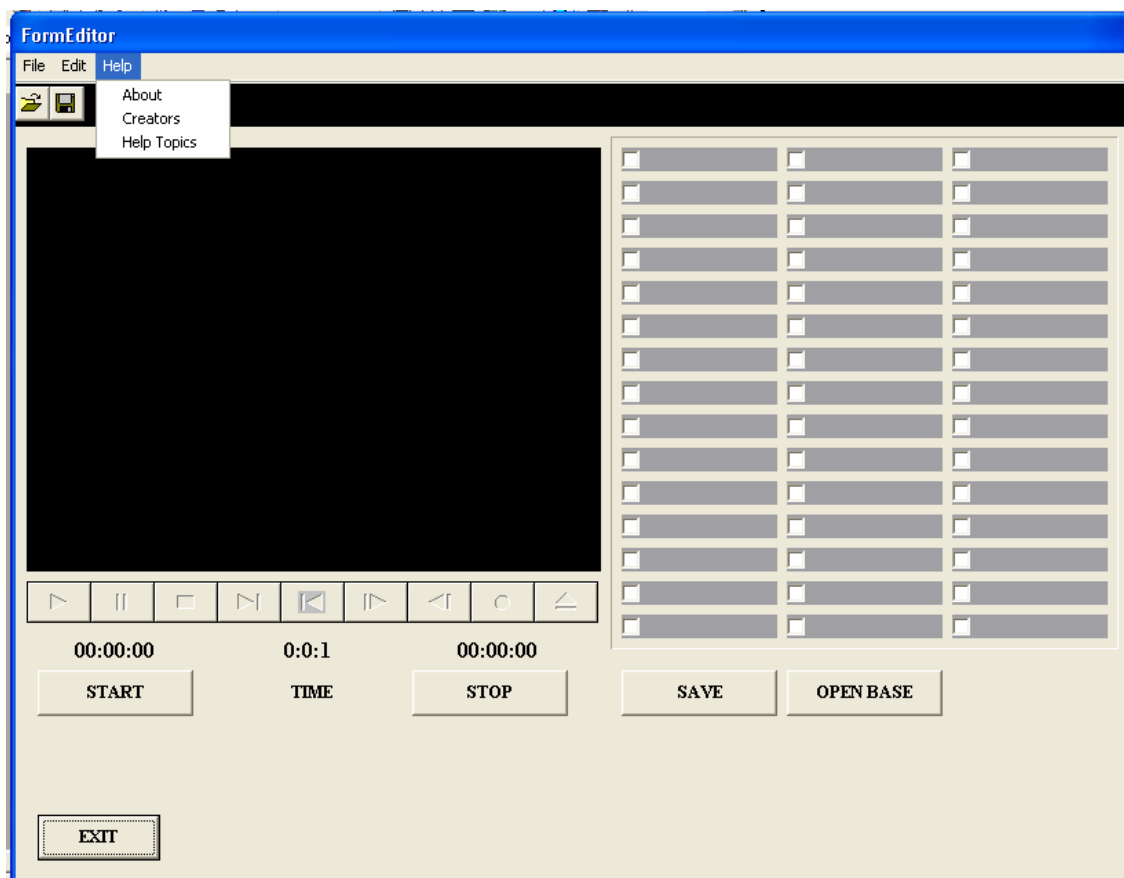 FormEditor
File Edit Help
About
Creators
Help Topics
00:00:00 0:0:1 00:00:00
START TIME STOP SAVE OPEN BASE
EXIT